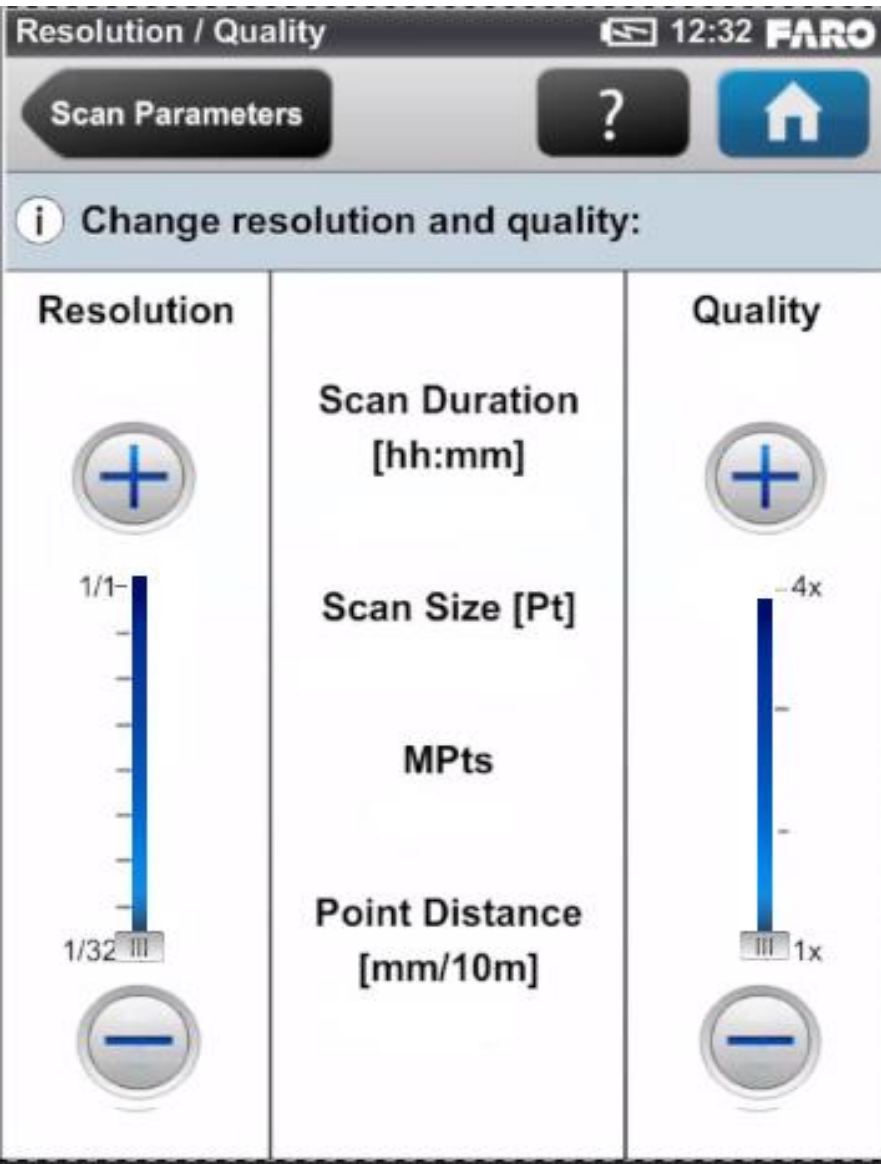 Resolution / Quality 12:32 FARO
Scan Parameters ?
i Change resolution and quality:
Resolution
Quality
Scan Duration
[hh:mm]
1/1
4x
Scan Size [Pt]
MPts
Point Distance
[mm/10m]
1/32
1x